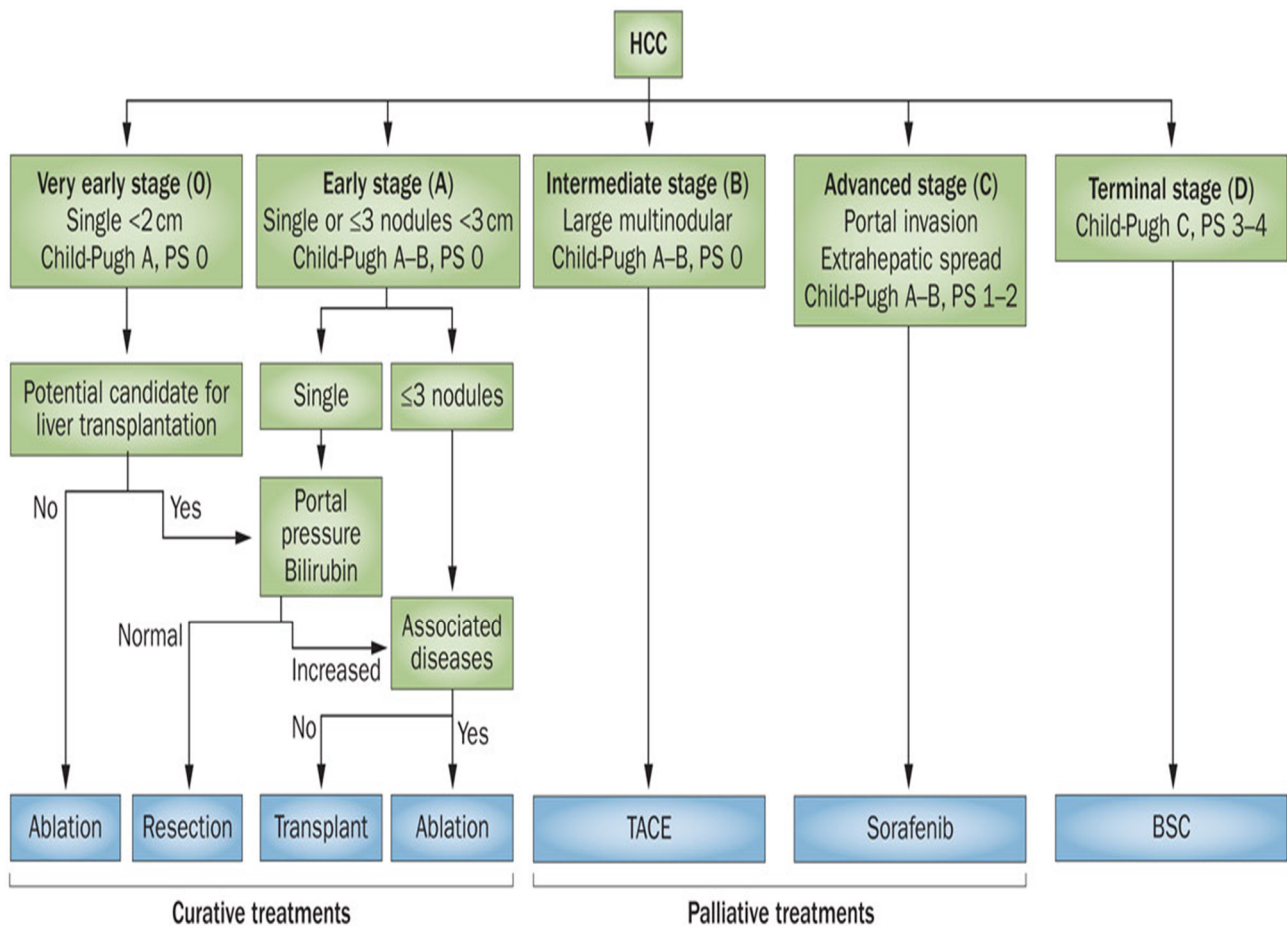 HCC
Very early stage (0)
Single <2 cm
Child-Pugh A, PS 0
Early stage (A)
Single or ≤3 nodules <3 cm
Child-Pugh A–B, PS 0
Intermediate stage (B)
Large multinodular
Child-Pugh A–B, PS 0
Advanced stage (C)
Portal invasion
Extrahepatic spread
Child-Pugh A–B, PS 1–2
Terminal stage (D)
Child-Pugh C, PS 3–4
Potential candidate for
liver transplantation
Single
≤3 nodules
No
Yes
Portal
pressure
Bilirubin
Normal
Increased
Associated
diseases
No
Yes
Ablation
Resection
Transplant
Ablation
TACE
Sorafenib
BSC
Curative treatments
Palliative treatments